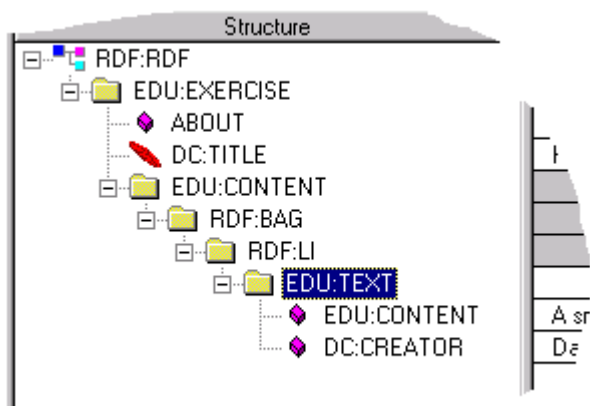 Structure
RDF:RDF
EDU:EXERCISE
ABOUT
DC:TITLE
EDU:CONTENT
RDF:BAG
RDF:LI
EDU:TEXT
EDU:CONTENT
A
DC:CREATOR